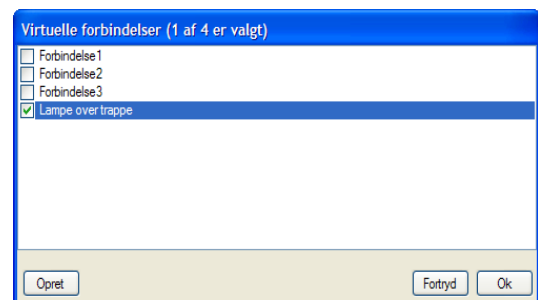 Virtuelle forbindelser (1 af 4 er valgt)
Forbindelse1
Forbindelse2
Forbindelse3
Lampe over trappe
Opret Fortryd Ok